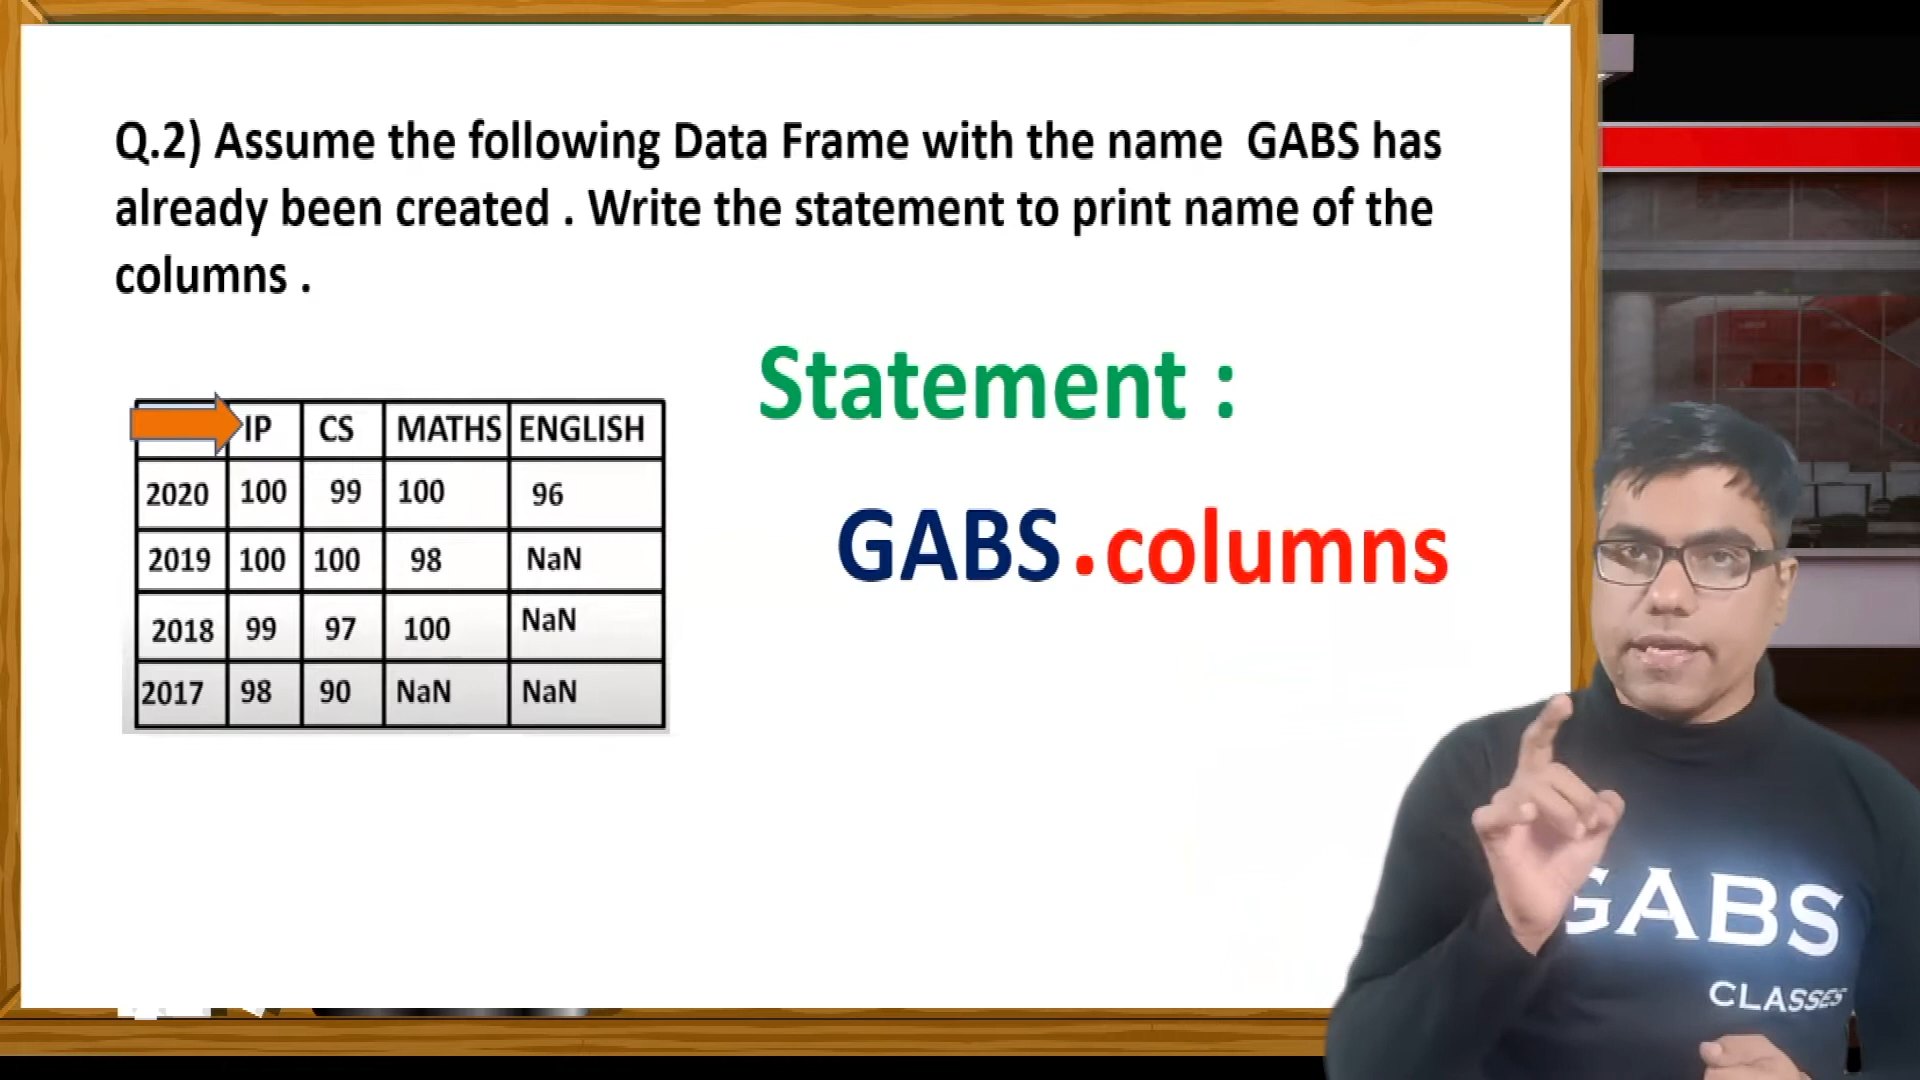 Q.2) Assume the following Data Frame with the name GABS has
already been created . Write the statement to print name of the
columns .
Statement :
GABS.columns
IP CS MATHS ENGLISH
2020 100 99 100 96
2019 100 100 98 NaN
2018 99 97 100 NaN
2017 98 90 NaN NaN
GABS
CLASSES